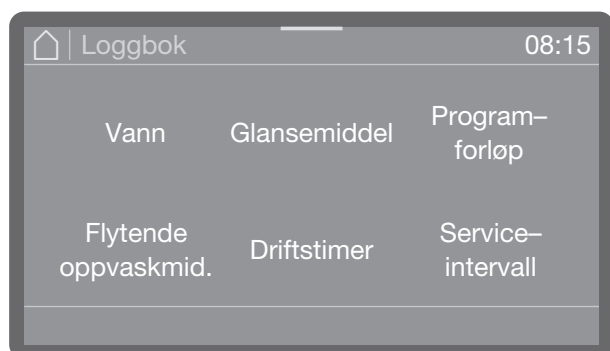 Loggbok 08:15
Vann
Glansemiddel
Program–
forløp
Flytende
oppvaskmid.
Driftstimer
Service–
intervall